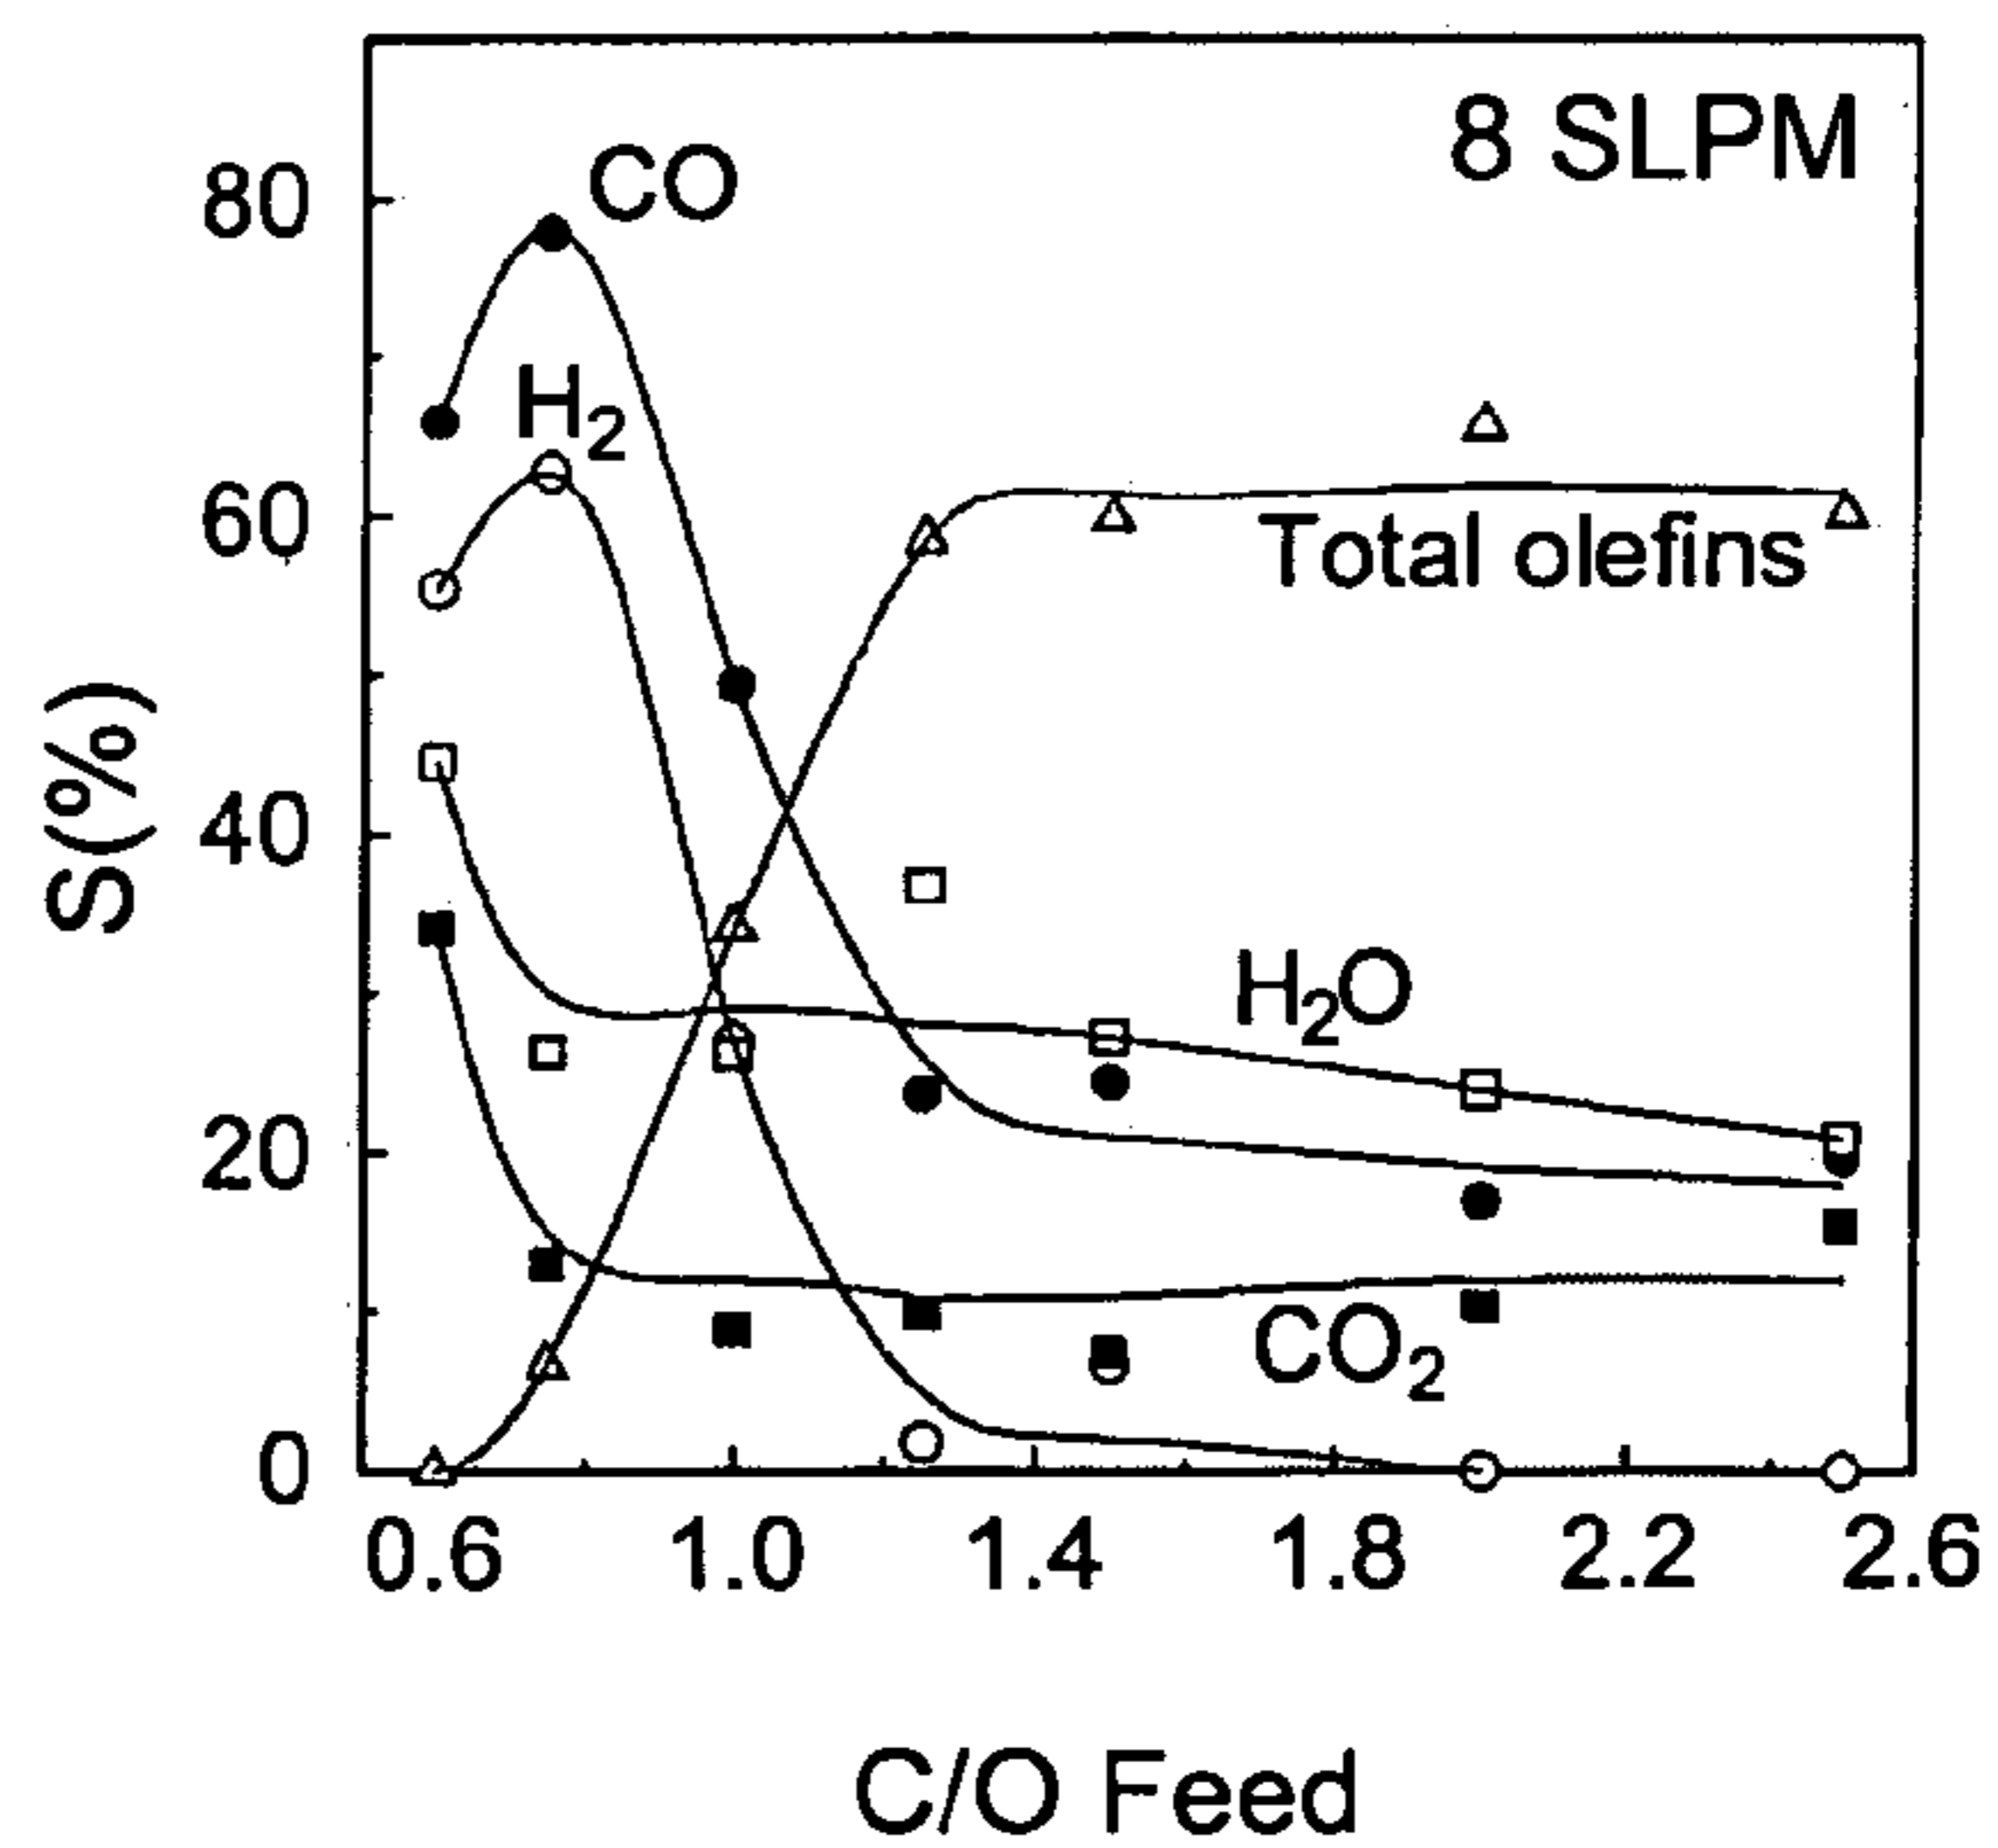 8 SLPM
CO
80
H₂
60
Total olefins
S(%)
40
H₂O
20
CO₂
0
0.6 1.0 1.4 1.8 2.2 2.6
C/O Feed